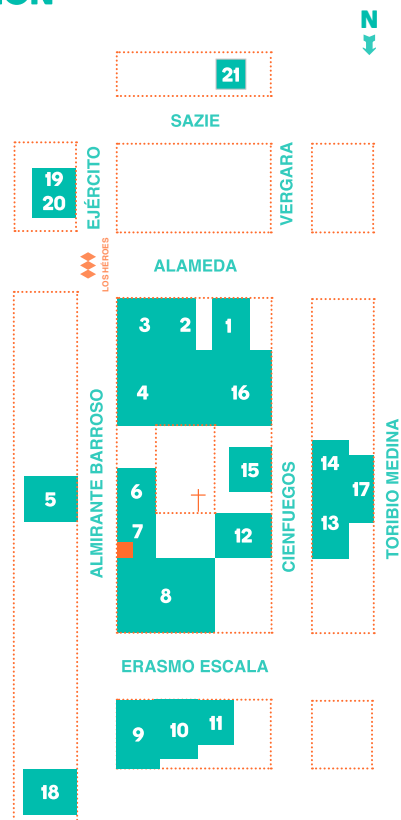 N
21
SAZIE
19
20
EJÉRCITO
VERGARA
LOS HÉROES
ALAMEDA
3
2
1
4
16
ALMIRANTE BARROSO
CIENFUEGOS
TORIBIO MEDINA
5
6
15
14
17
7
12
13
8
ERASMO ESCALA
9
10
11
18